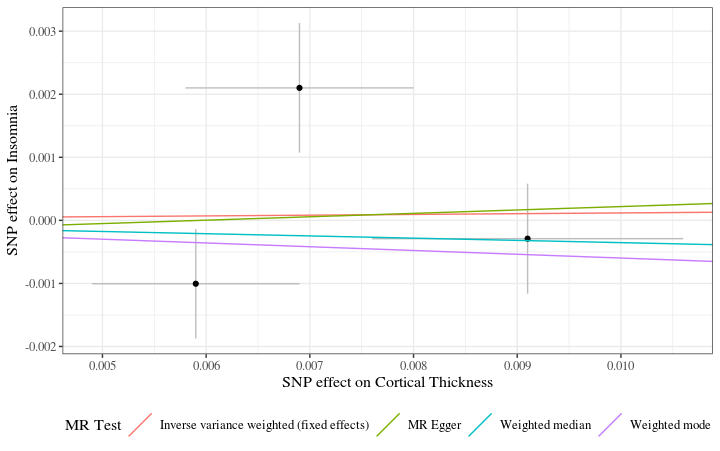 0.003
0.002
0.001
0.000
-0.001
-0.002
SNP effect on Insomnia
0.005 0.006 0.007 0.008 0.009 0.010
SNP effect on Cortical Thickness
MR Test Inverse variance weighted (fixed effects) MR Egger Weighted median Weighted mode